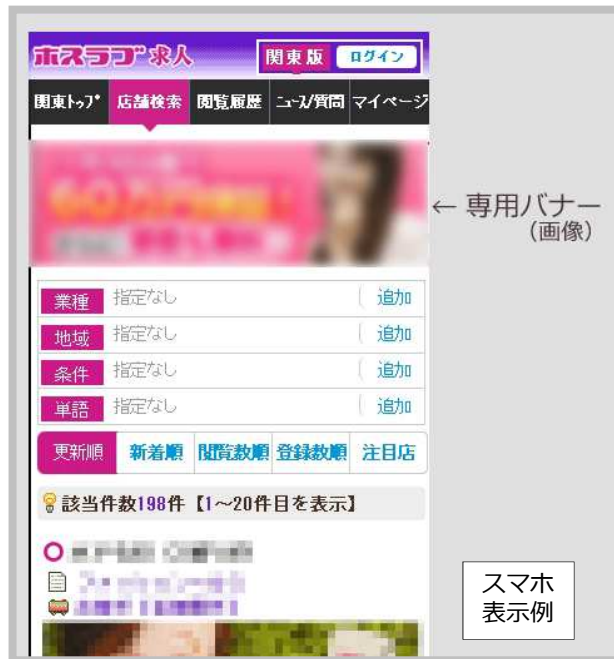 ホスラブ求人 関東版 ログイン
関東トップ 店舗検索 閲覧履歴 ニュース/質問 マイページ
← 専用バナー
(画像)
業種 指定なし 追加
地域 指定なし 追加
条件 指定なし 追加
単語 指定なし 追加
更新順 新着順 閲覧数順 登録数順 注目店
該当件数198件【1～20件目を表示】
スマホ
表示例